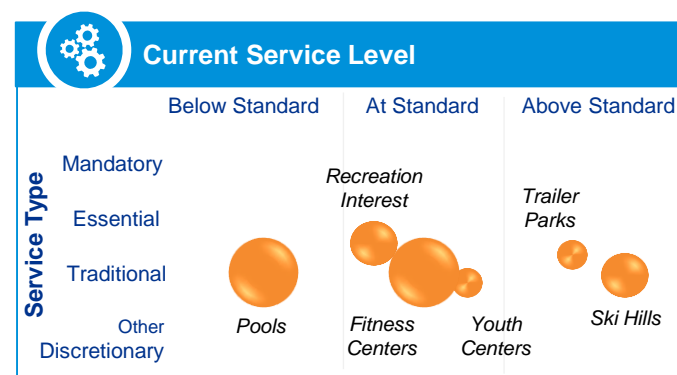 Current Service Level
Below Standard
At Standard
Above Standard
Service Type
Mandatory
Essential
Traditional
Other
Discretionary
Recreation
Interest
Trailer
Parks
Pools
Fitness
Centers
Youth
Centers
Ski Hills